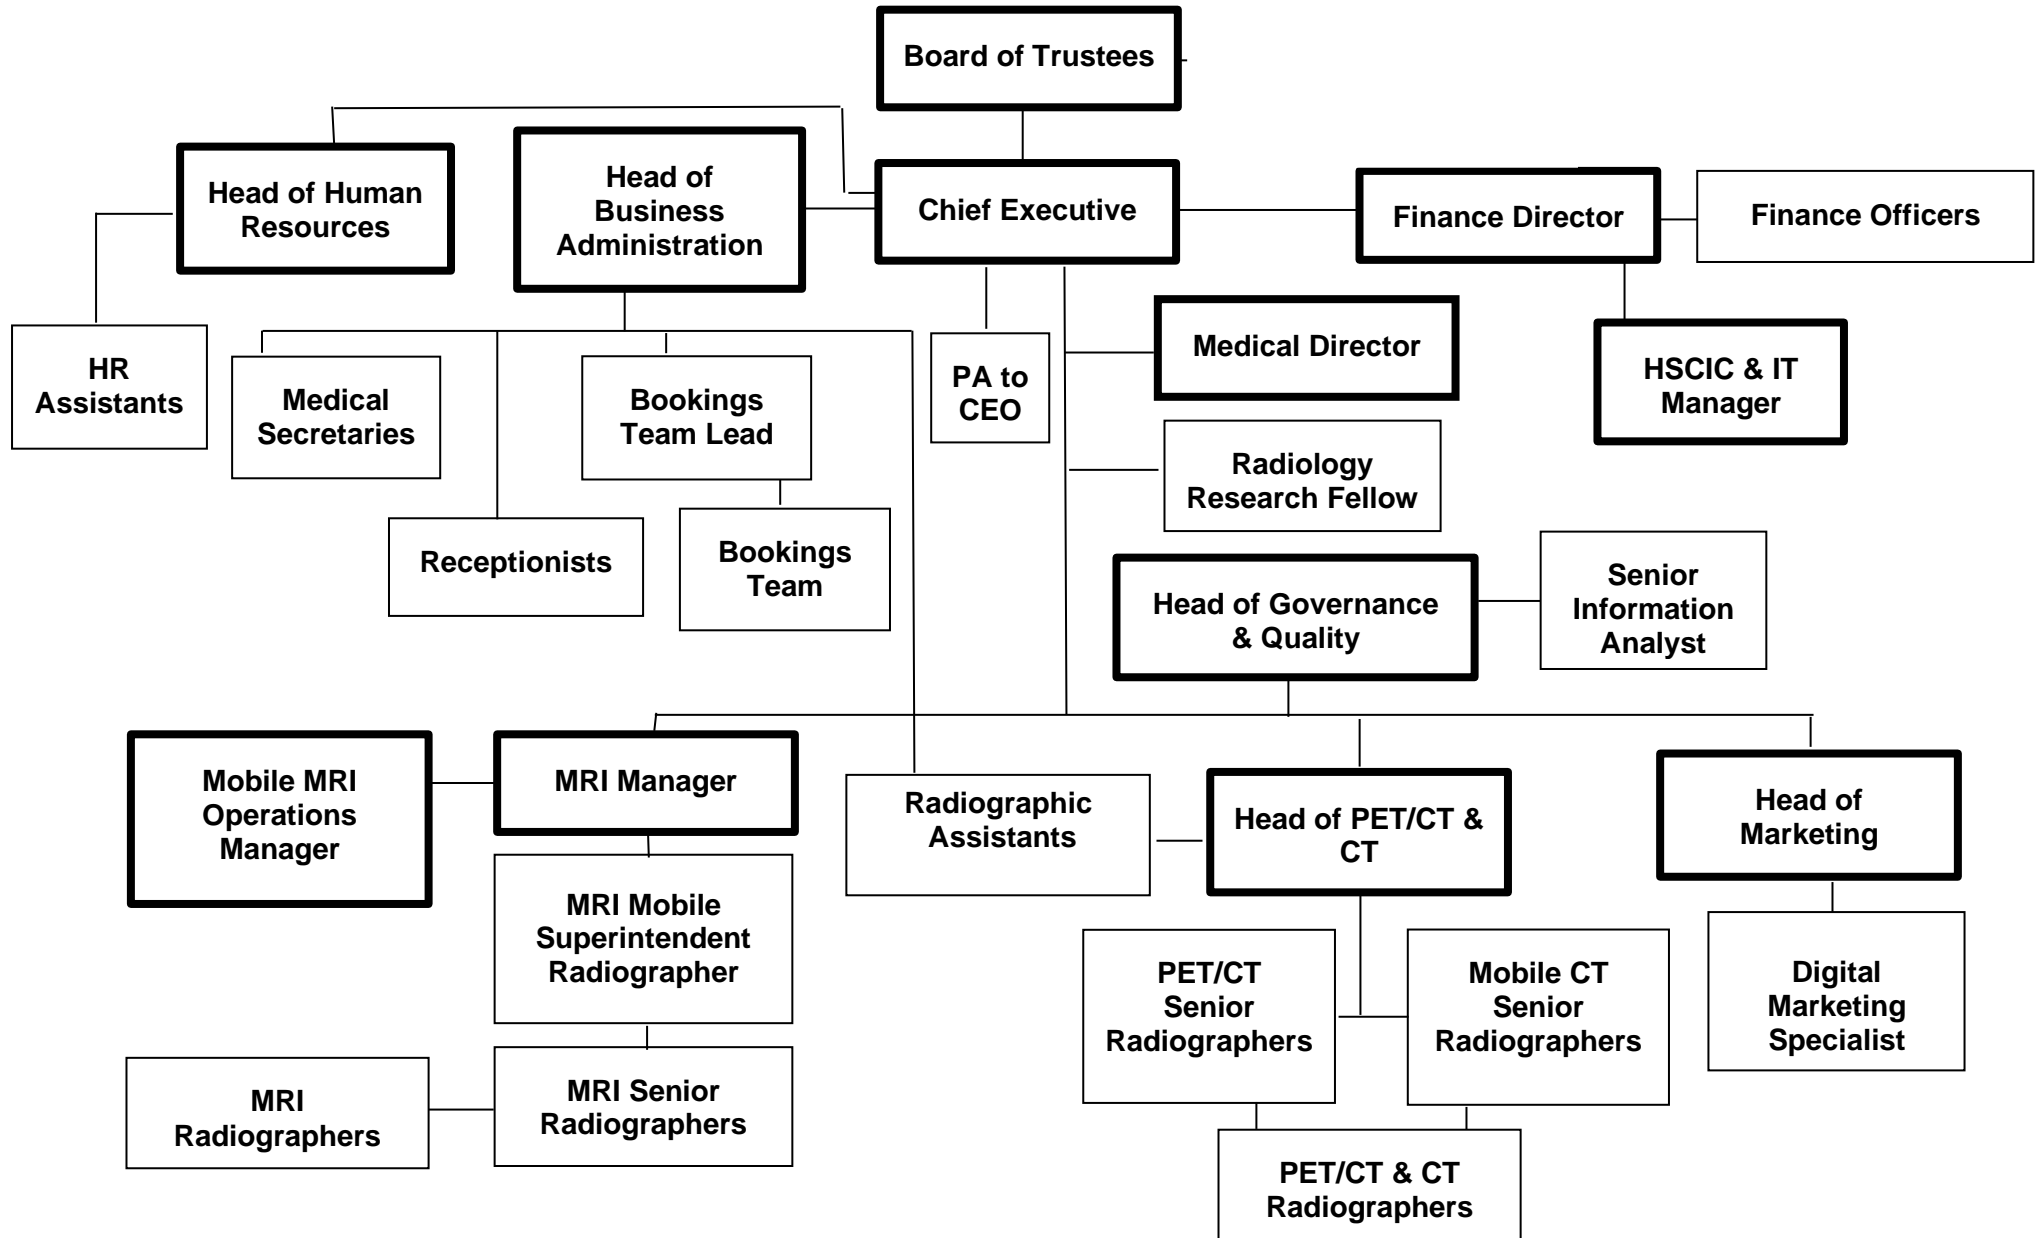 Board of Trustees
Head of Human
Resources
Head of
Business
Administration
Chief Executive
Finance Director
Finance Officers
HR
Assistants
Medical
Secretaries
Bookings
Team Lead
PA to
CEO
Medical Director
HSCIC & IT
Manager
Radiology
Research Fellow
Receptionists
Bookings
Team
Head of Governance
& Quality
Senior
Information
Analyst
Mobile MRI
Operations
Manager
MRI Manager
Radiographic
Assistants
Head of PET/CT &
CT
Head of
Marketing
MRI Mobile
Superintendent
Radiographer
PET/CT
Senior
Radiographers
Mobile CT
Senior
Radiographers
Digital
Marketing
Specialist
MRI
Radiographers
MRI Senior
Radiographers
PET/CT & CT
Radiographers